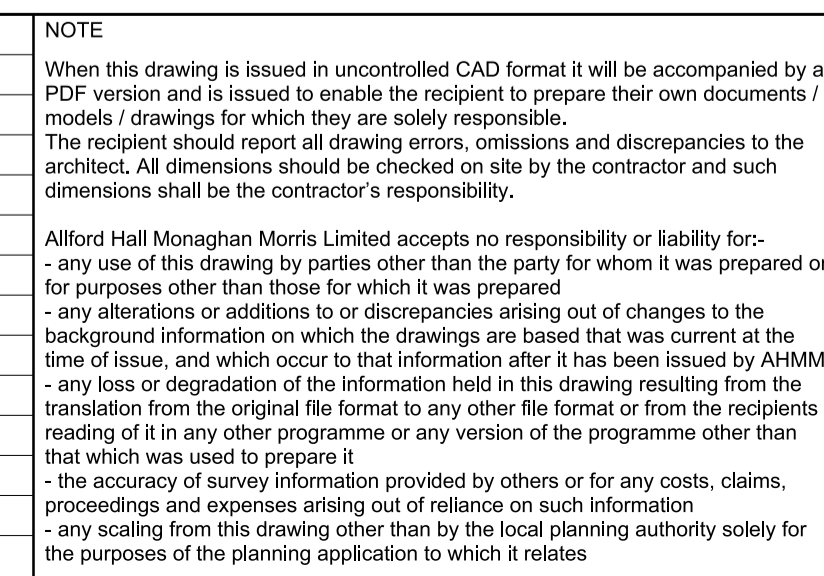 NOTE
When this drawing is issued in uncontrolled CAD format it will be accompanied by a
PDF version and is issued to enable the recipient to prepare their own documents /
models / drawings for which they are solely responsible.
The recipient should report all drawing errors, omissions and discrepancies to the
architect. All dimensions should be checked on site by the contractor and such
dimensions shall be the contractor's responsibility.
Allford Hall Monaghan Morris Limited accepts no responsibility or liability for:-
- any use of this drawing by parties other than the party for whom it was prepared or
for purposes other than those for which it was prepared
- any alterations or additions to or discrepancies arising out of changes to the
background information on which the drawings are based that was current at the
time of issue, and which occur to that information after it has been issued by AHMM
- any loss or degradation of the information held in this drawing resulting from the
translation from the original file format to any other file format or from the recipients
reading of it in any other programme or any version of the programme other than
that which was used to prepare it
- the accuracy of survey information provided by others or for any costs, claims,
proceedings and expenses arising out of reliance on such information
- any scaling from this drawing other than by the local planning authority solely for
the purposes of the planning application to which it relates